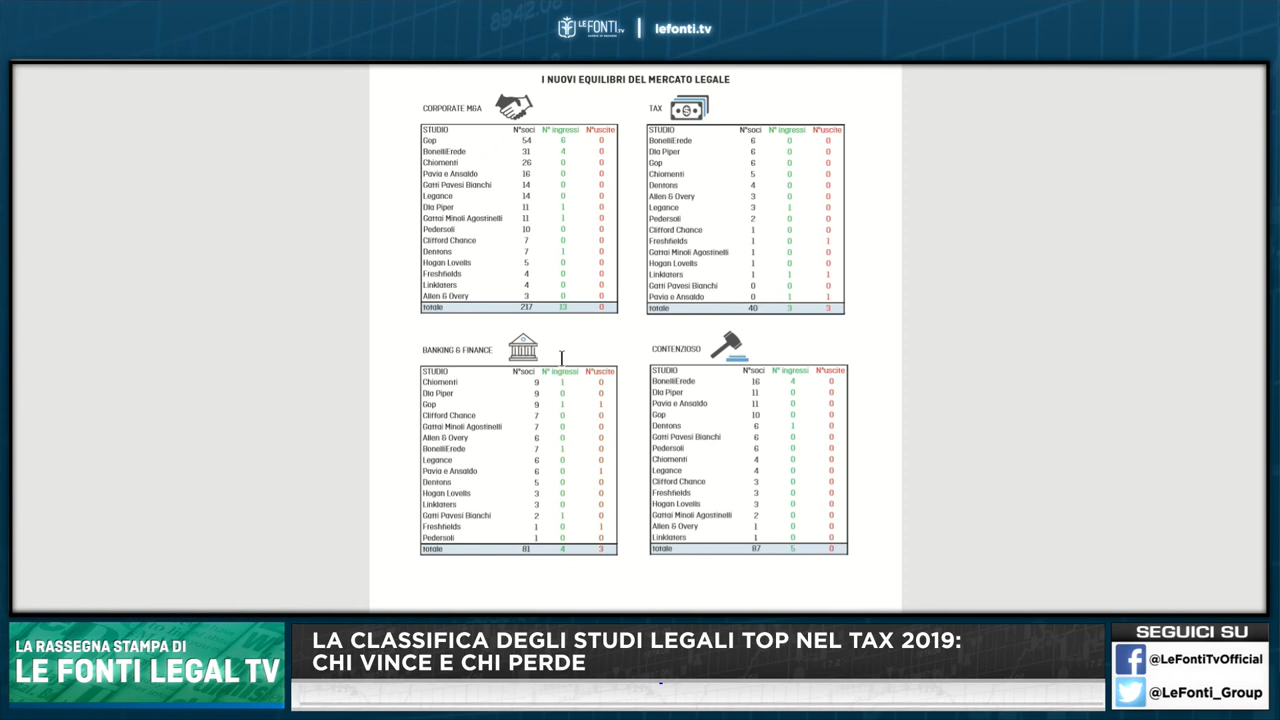 LE FONTI.TV
lefonti.tv
I NUOVI EQUILIBRI DEL MERCATO LEGALE
CORPORATE M&A
STUDIO N°soci N° ingressi N°uscite
Gop 54 6 0
BonelliErede 31 4 0
Chiomenti 26 0 0
Pavia e Ansaldo 16 0 0
Gatti Pavesi Bianchi 14 0 0
Legance 14 0 0
Dla Piper 11 1 0
Gattai Minoli Agostinelli 11 1 0
Pedersoli 10 0 0
Clifford Chance 7 0 0
Dentons 7 1 0
Hogan Lovells 5 0 0
Freshfields 4 0 0
Linklaters 4 0 0
Allen & Overy 3 0 0
totale 217 13 0
TAX
STUDIO N°soci N° ingressi N°uscite
BonelliErede 6 0 0
Dla Piper 6 0 0
Gop 6 0 0
Chiomenti 5 0 0
Dentons 4 0 0
Allen & Overy 3 0 0
Legance 3 1 0
Pedersoli 2 0 0
Clifford Chance 1 0 0
Freshfields 1 0 1
Gattai Minoli Agostinelli 1 0 0
Hogan Lovells 1 0 0
Linklaters 1 1 1
Gatti Pavesi Bianchi 0 0 0
Pavia e Ansaldo 0 1 1
totale 40 3 3
BANKING & FINANCE
STUDIO N°soci N° ingressi N°uscite
Chiomenti 9 1 0
Dla Piper 9 0 0
Gop 9 1 1
Clifford Chance 7 0 0
Gattai Minoli Agostinelli 7 0 0
Allen & Overy 6 0 0
BonelliErede 7 1 0
Legance 6 0 0
Pavia e Ansaldo 6 0 1
Dentons 5 0 0
Hogan Lovells 3 0 0
Linklaters 3 0 0
Gatti Pavesi Bianchi 2 1 0
Freshfields 1 0 1
Pedersoli 1 0 0
totale 81 4 3
CONTENZIOSO
STUDIO N°soci N° ingressi N°uscite
BonelliErede 16 4 0
Dla Piper 11 0 0
Pavia e Ansaldo 11 0 0
Gop 10 0 0
Dentons 6 1 0
Gatti Pavesi Bianchi 6 0 0
Pedersoli 6 0 0
Chiomenti 4 0 0
Legance 4 0 0
Clifford Chance 3 0 0
Freshfields 3 0 0
Hogan Lovells 3 0 0
Gattai Minoli Agostinelli 2 0 0
Allen & Overy 1 0 0
Linklaters 1 0 0
totale 87 5 0
LA RASSEGNA STAMPA DI
LE FONTI LEGAL TV
LA CLASSIFICA DEGLI STUDI LEGALI TOP NEL TAX 2019:
CHI VINCE E CHI PERDE
SEGUICI SU
@LeFontiTvOfficial
@LeFonti_Group